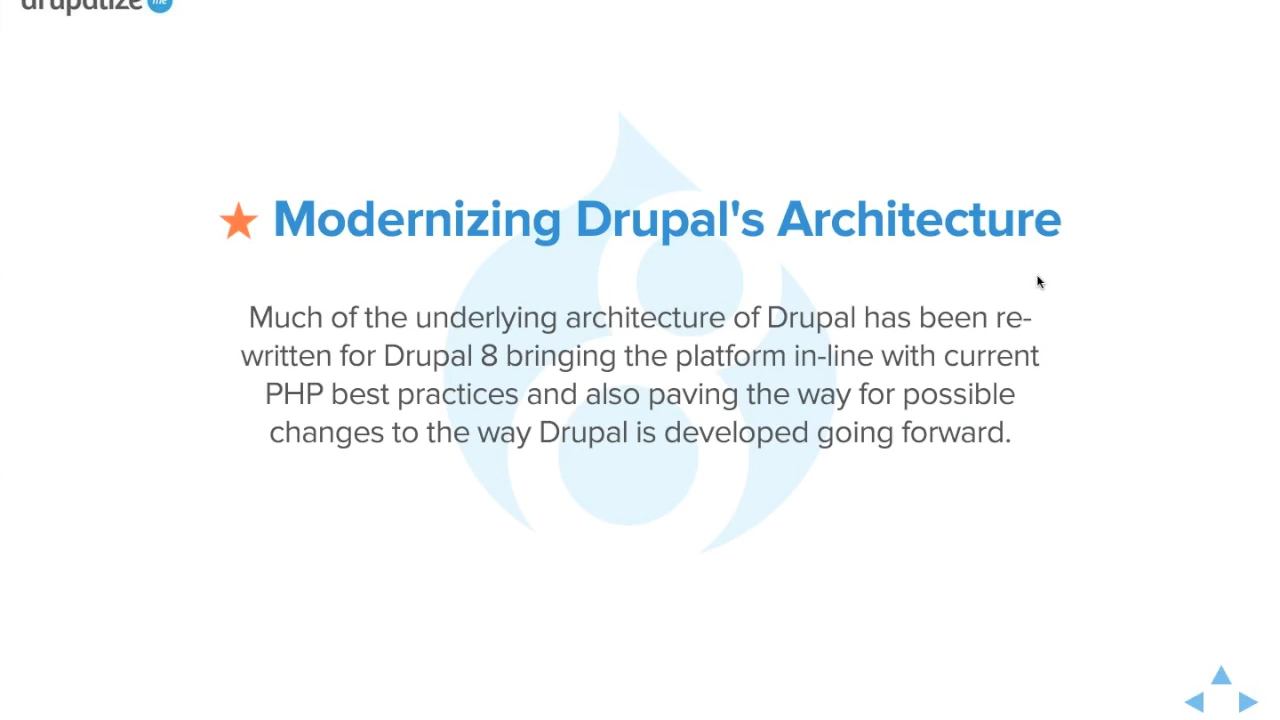 drupalize me
★ Modernizing Drupal's Architecture
Much of the underlying architecture of Drupal has been re-
written for Drupal 8 bringing the platform in-line with current
PHP best practices and also paving the way for possible
changes to the way Drupal is developed going forward.